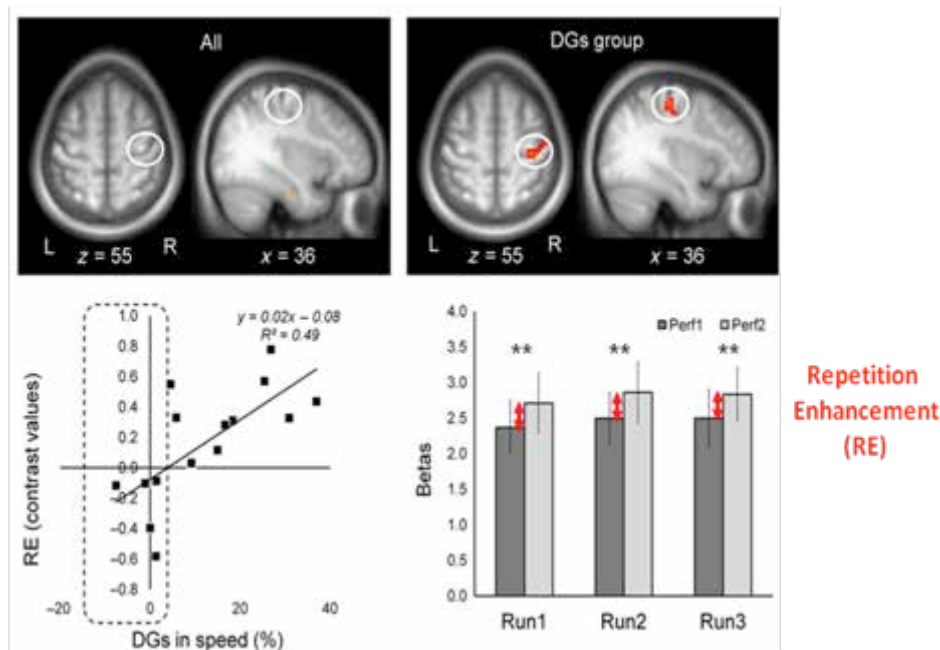 All
L
z = 55
R
x = 36
DGs group
L
z = 55
R
x = 36
y = 0.02x – 0.08
R² = 0.49
RE (contrast values)
1.0
0.8
0.6
0.4
0.2
0.0
–0.2
–0.4
–0.6
–0.8
–20
0
20
40
DGs in speed (%)
Betas
4.0
3.5
3.0
2.5
2.0
1.5
1.0
0.5
0.0
Perf1 Perf2
** ** **
Run1 Run2 Run3
Repetition
Enhancement
(RE)